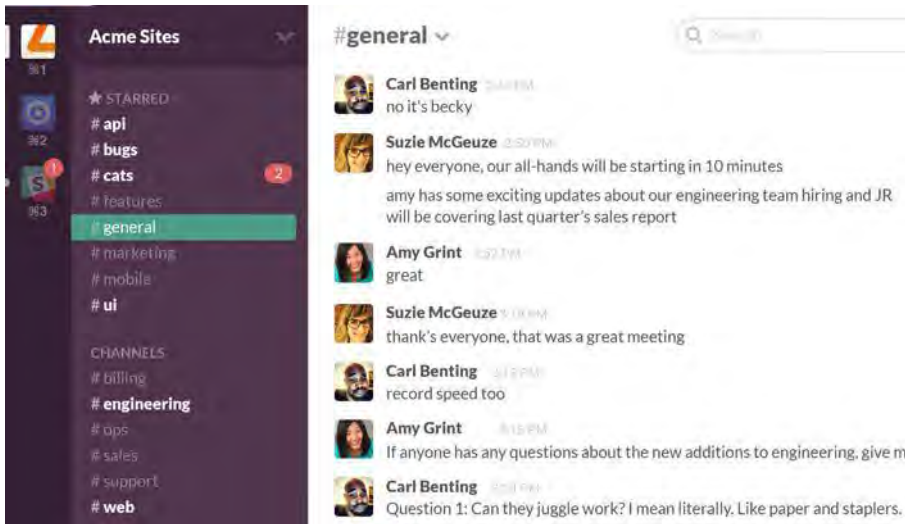 Acme Sites
⌘1
★ STARRED
# api
⌘2
# bugs
# cats 2
1
S
# features
⌘3
# general
# marketing
# mobile
# ui
CHANNELS
# billing
# engineering
# ops
# sales
# support
# web
#general
Search
Carl Benting
no it's becky
Suzie McGeuze 2:50 PM
hey everyone, our all-hands will be starting in 10 minutes
amy has some exciting updates about our engineering team hiring and JR
will be covering last quarter's sales report
Amy Grint
great
Suzie McGeuze
thank's everyone, that was a great meeting
Carl Benting
record speed too
Amy Grint
If anyone has any questions about the new additions to engineering, give m
Carl Benting
Question 1: Can they juggle work? I mean literally. Like paper and staplers.